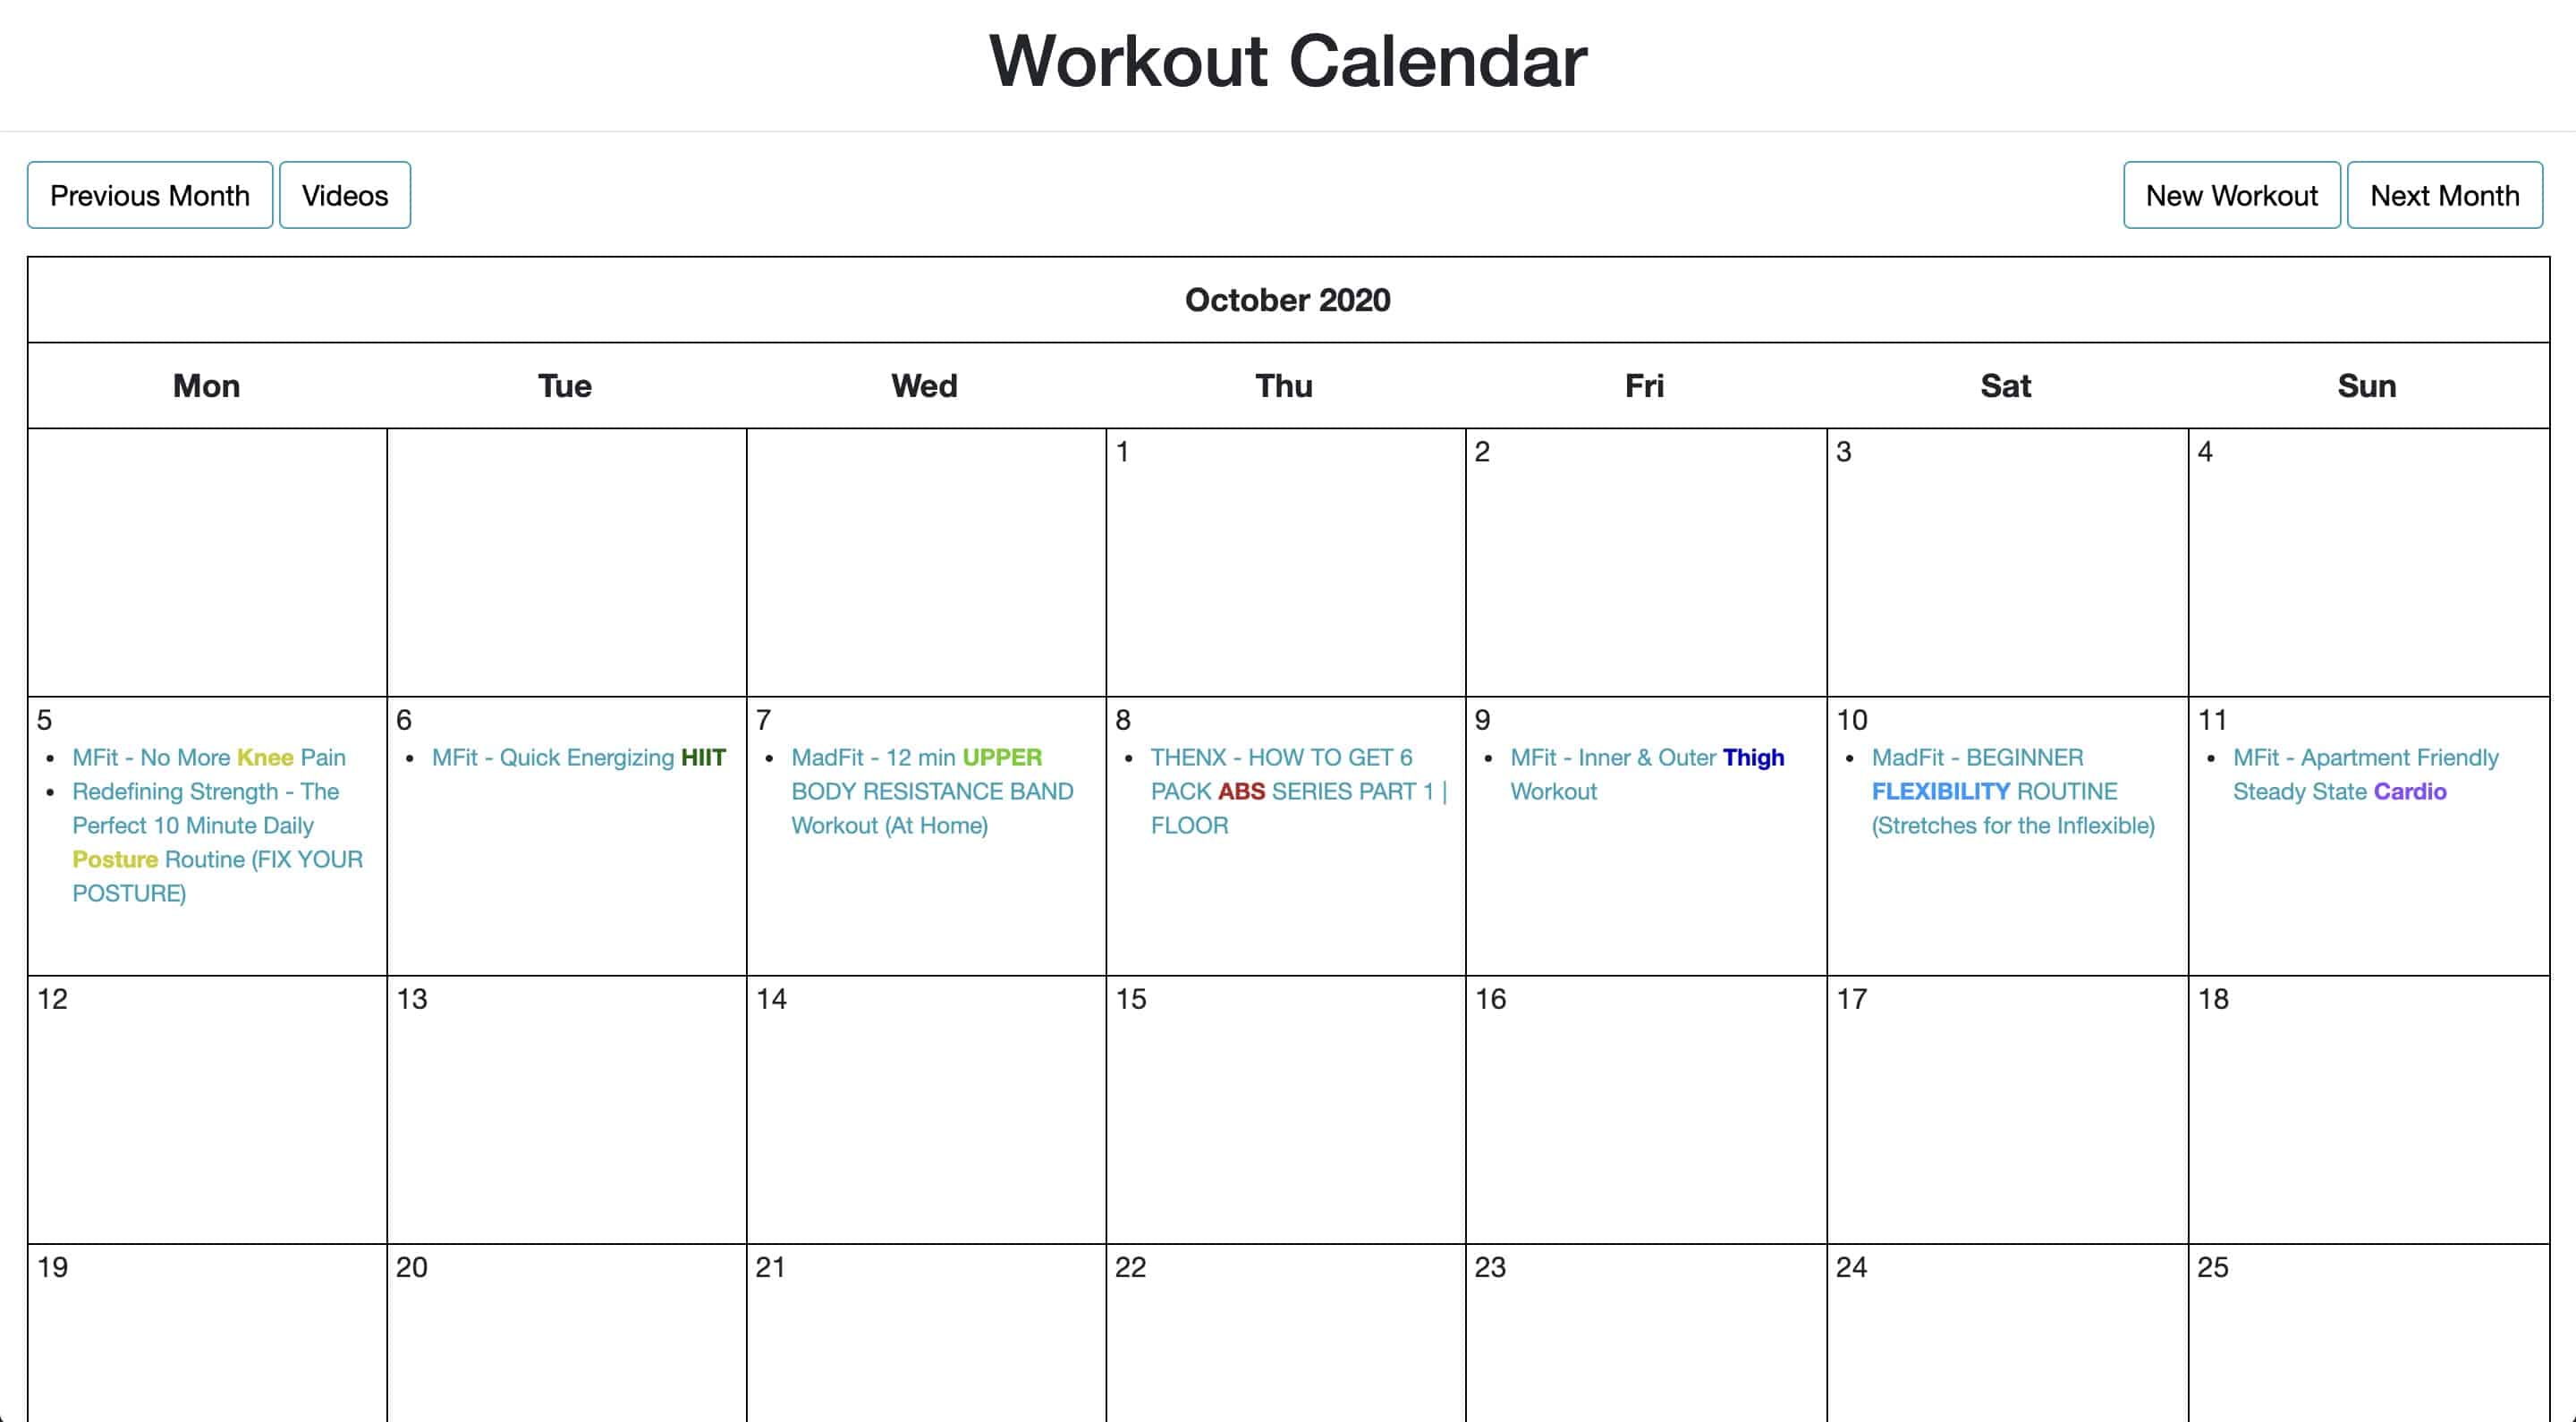 Workout Calendar
Previous Month
Videos
New Workout
Next Month
October 2020
Mon
Tue
Wed
Thu
Fri
Sat
Sun
1
2
3
4
5
MFit - No More Knee Pain
Redefining Strength - The
Perfect 10 Minute Daily
Posture Routine (FIX YOUR
POSTURE)
6
MFit - Quick Energizing HIIT
7
MadFit - 12 min UPPER
BODY RESISTANCE BAND
Workout (At Home)
8
THENX - HOW TO GET 6
PACK ABS SERIES PART 1 |
FLOOR
9
MFit - Inner & Outer Thigh
Workout
10
MadFit - BEGINNER
FLEXIBILITY ROUTINE
(Stretches for the Inflexible)
11
MFit - Apartment Friendly
Steady State Cardio
12
13
14
15
16
17
18
19
20
21
22
23
24
25